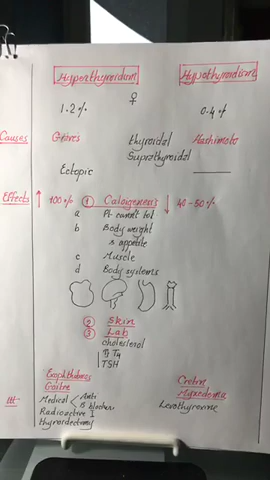 Hyperthyroidism Hypothyroidism
♀
1.2 % 0.4 %
Causes Graves thyroidal Hashimoto
Suprathyroidal
Ectopic
Effects ↑ 100 % ① Calorigenesis ↓ 40-50 %
a Pt cannot tol
b Body weight
& opposite
c Muscle
d Body systems
② Skin
③ Lab
cholesterol
T3 T4
TSH
Exophthalmos
Goitre
Cretin
Myxedema
Medical < Anti
B blockers
Levothyroxine
Radioactive I
thyroidectomy